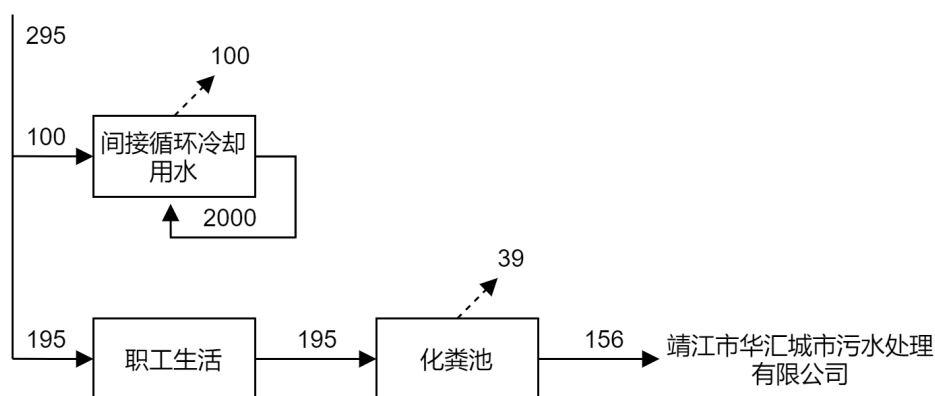 295
100
100
间接循环冷却
用水
2000
39
195
职工生活
195
化粪池
156
靖江市华汇城市污水处理
有限公司